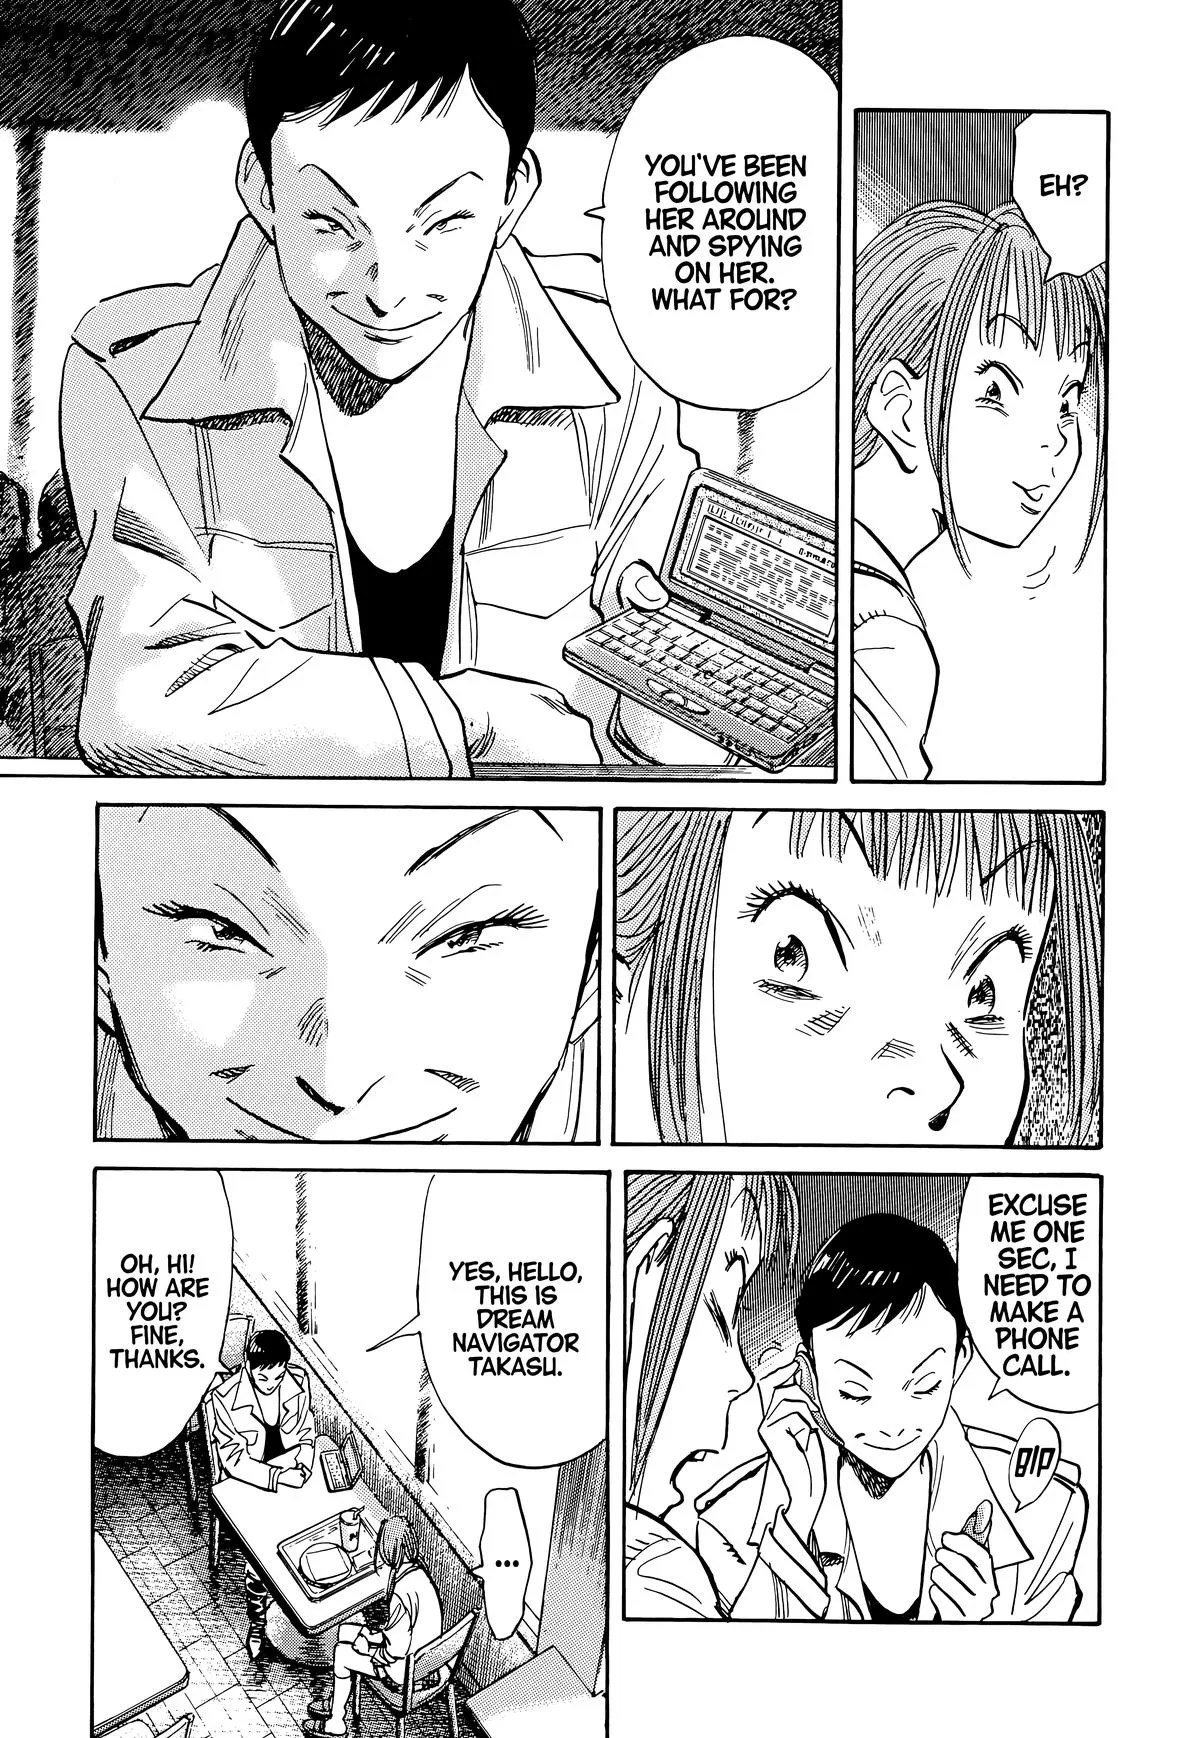 EH?
YOU'VE BEEN
FOLLOWING
HER AROUND
AND SPYING
ON HER.
WHAT FOR?
EXCUSE
ME ONE
SEC, I
NEED TO
MAKE A
PHONE
CALL.
BIP
YES, HELLO,
THIS IS
DREAM
NAVIGATOR
TAKASU.
...
OH, HI!
HOW ARE
YOU?
FINE,
THANKS.